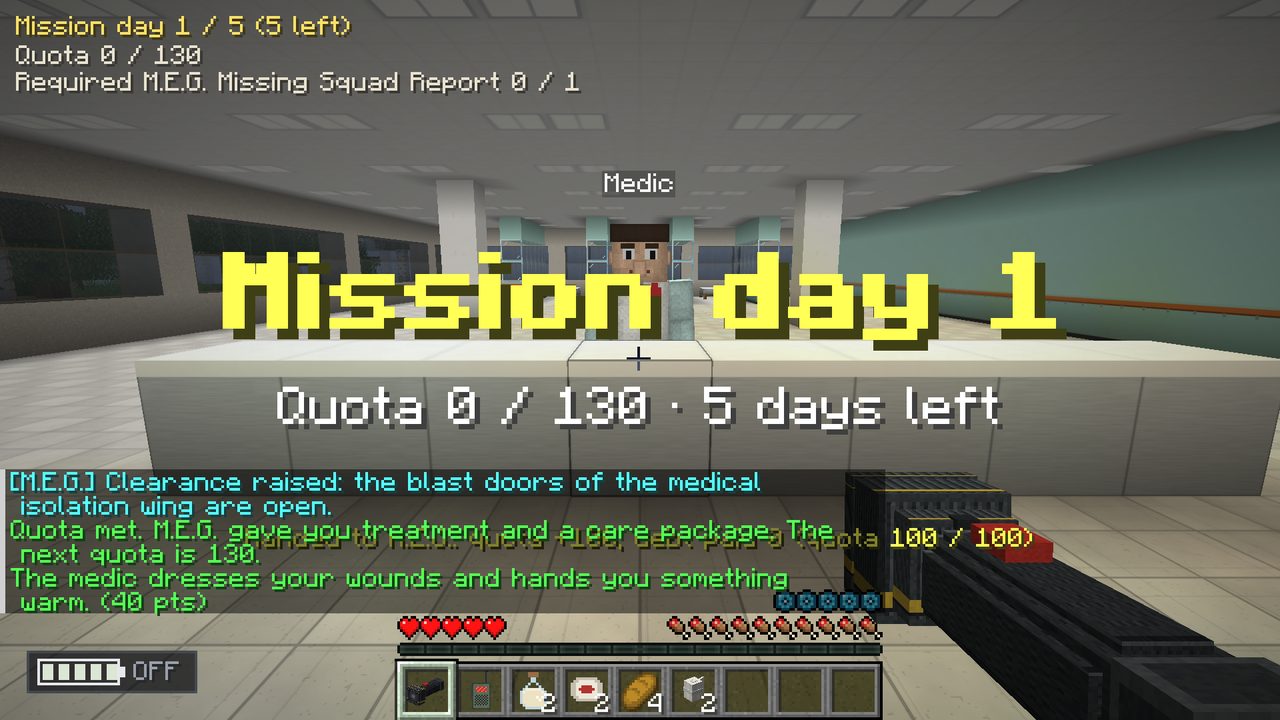 Mission day 1 / 5 (5 left)
Quota 0 / 130
Required M.E.G. Missing Squad Report 0 / 1
Medic
Mission day 1
Quota 0 / 130 · 5 days left
[M.E.G.] Clearance raised: the blast doors of the medical
isolation wing are open.
Quota met. M.E.G. gave you treatment and a care package. The
next quota is 130.
quota 100 / 100)
The medic dresses your wounds and hands you something
warm. (40 pts)
OFF
2
2
4
2